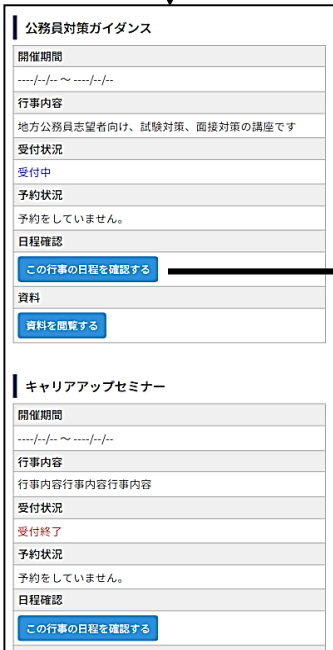 公務員対策ガイダンス
開催期間
----/--/-- ～ ----/--/--
行事内容
地方公務員志望者向け、試験対策、面接対策の講座です
受付状況
受付中
予約状況
予約をしていません。
日程確認
この行事の日程を確認する
資料
資料を閲覧する
キャリアアップセミナー
開催期間
----/--/-- ～ ----/--/--
行事内容
行事内容行事内容行事内容
受付状況
受付終了
予約状況
予約をしていません。
日程確認
この行事の日程を確認する